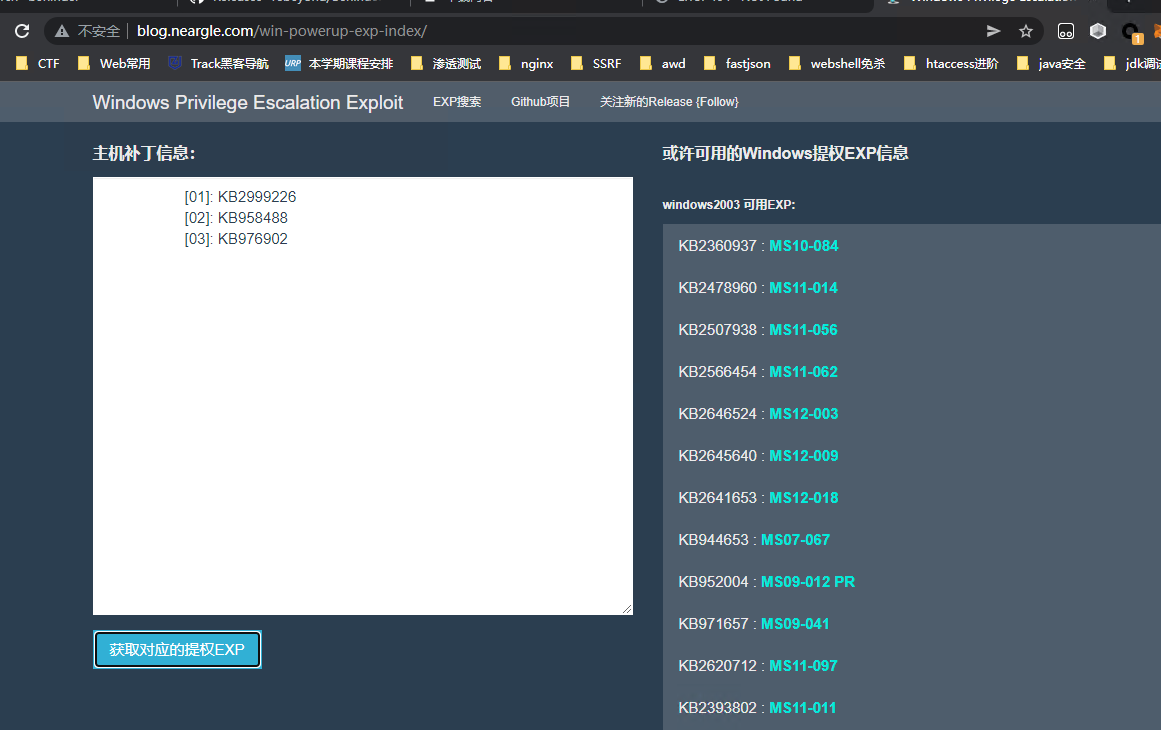 不安全 blog.neargle.com/win-powerup-exp-index/
CTF Web常用 Track黑客导航 URP 本学期课程安排 渗透测试 nginx SSRF awd fastjson webshell免杀 htaccess进阶 java安全 jdk调试
Windows Privilege Escalation Exploit EXP搜索 Github项目 关注新的Release {Follow}
主机补丁信息:
[01]: KB2999226
[02]: KB958488
[03]: KB976902
获取对应的提权EXP
或许可用的Windows提权EXP信息
windows2003 可用EXP:
KB2360937 : MS10-084
KB2478960 : MS11-014
KB2507938 : MS11-056
KB2566454 : MS11-062
KB2646524 : MS12-003
KB2645640 : MS12-009
KB2641653 : MS12-018
KB944653 : MS07-067
KB952004 : MS09-012 PR
KB971657 : MS09-041
KB2620712 : MS11-097
KB2393802 : MS11-011